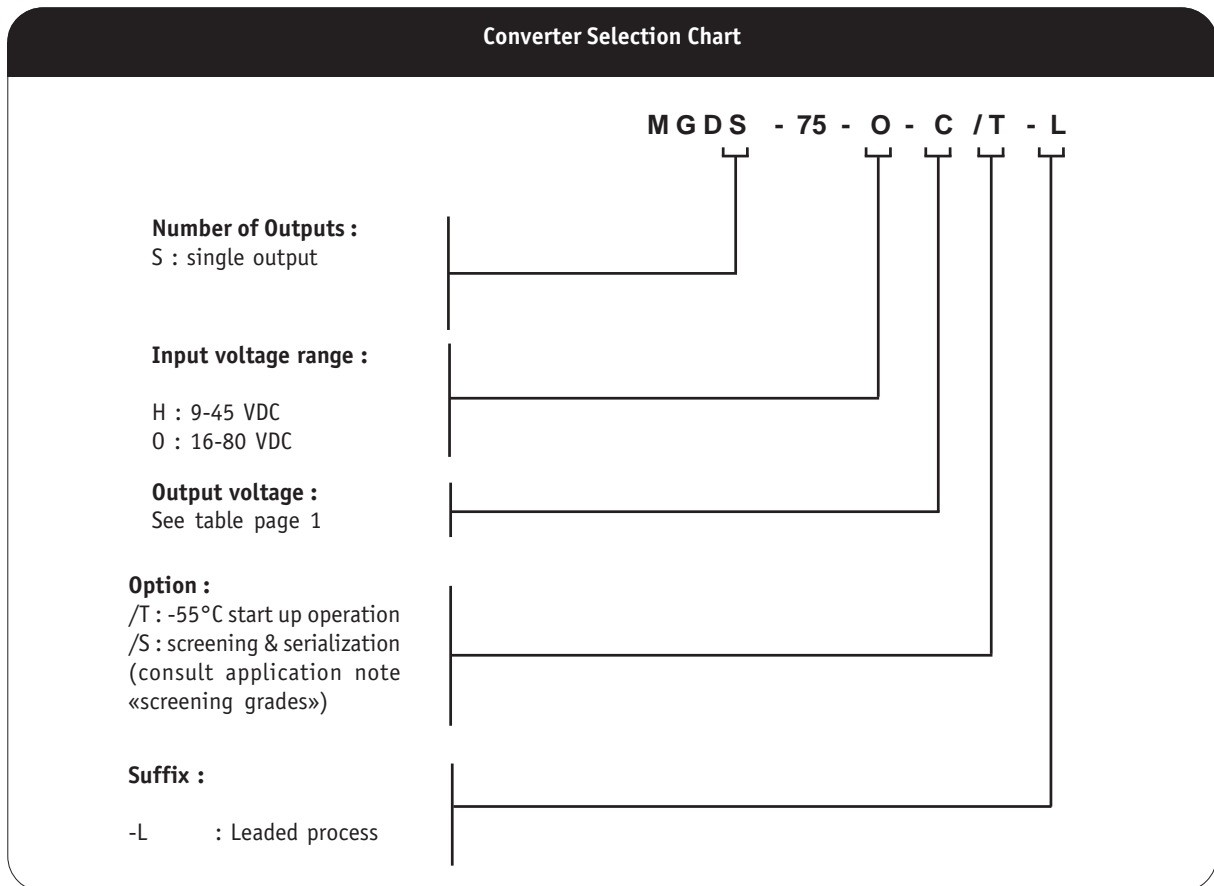 Converter Selection Chart
MGDS - 75 - O - C /T - L
Number of Outputs :
S : single output
Input voltage range :
H : 9-45 VDC
O : 16-80 VDC
Output voltage :
See table page 1
Option :
/T : -55°C start up operation
/S : screening & serialization
(consult application note
«screening grades»)
Suffix :
-L : Leaded process